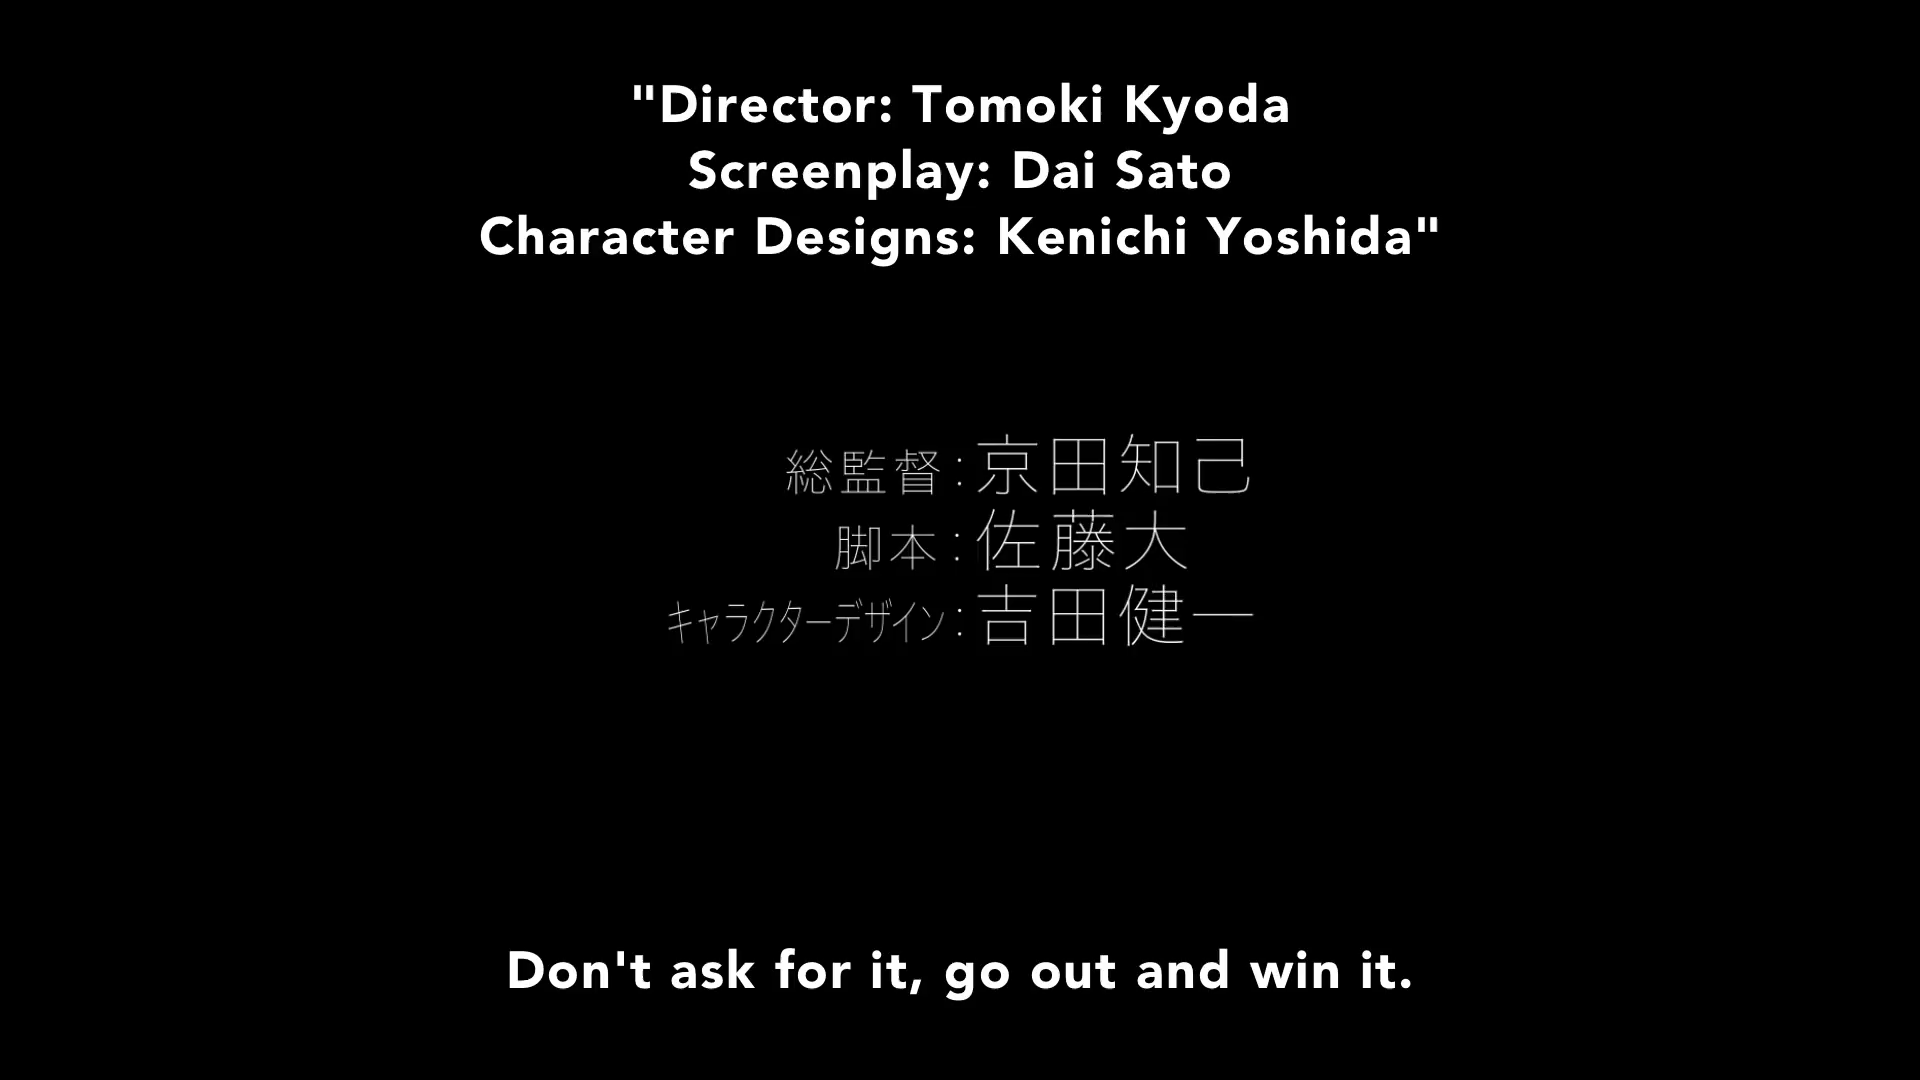 "Director: Tomoki Kyoda
Screenplay: Dai Sato
Character Designs: Kenichi Yoshida"
総監督:京田知己
脚本:佐藤大
キャラクターデザイン:吉田健一
Don't ask for it, go out and win it.